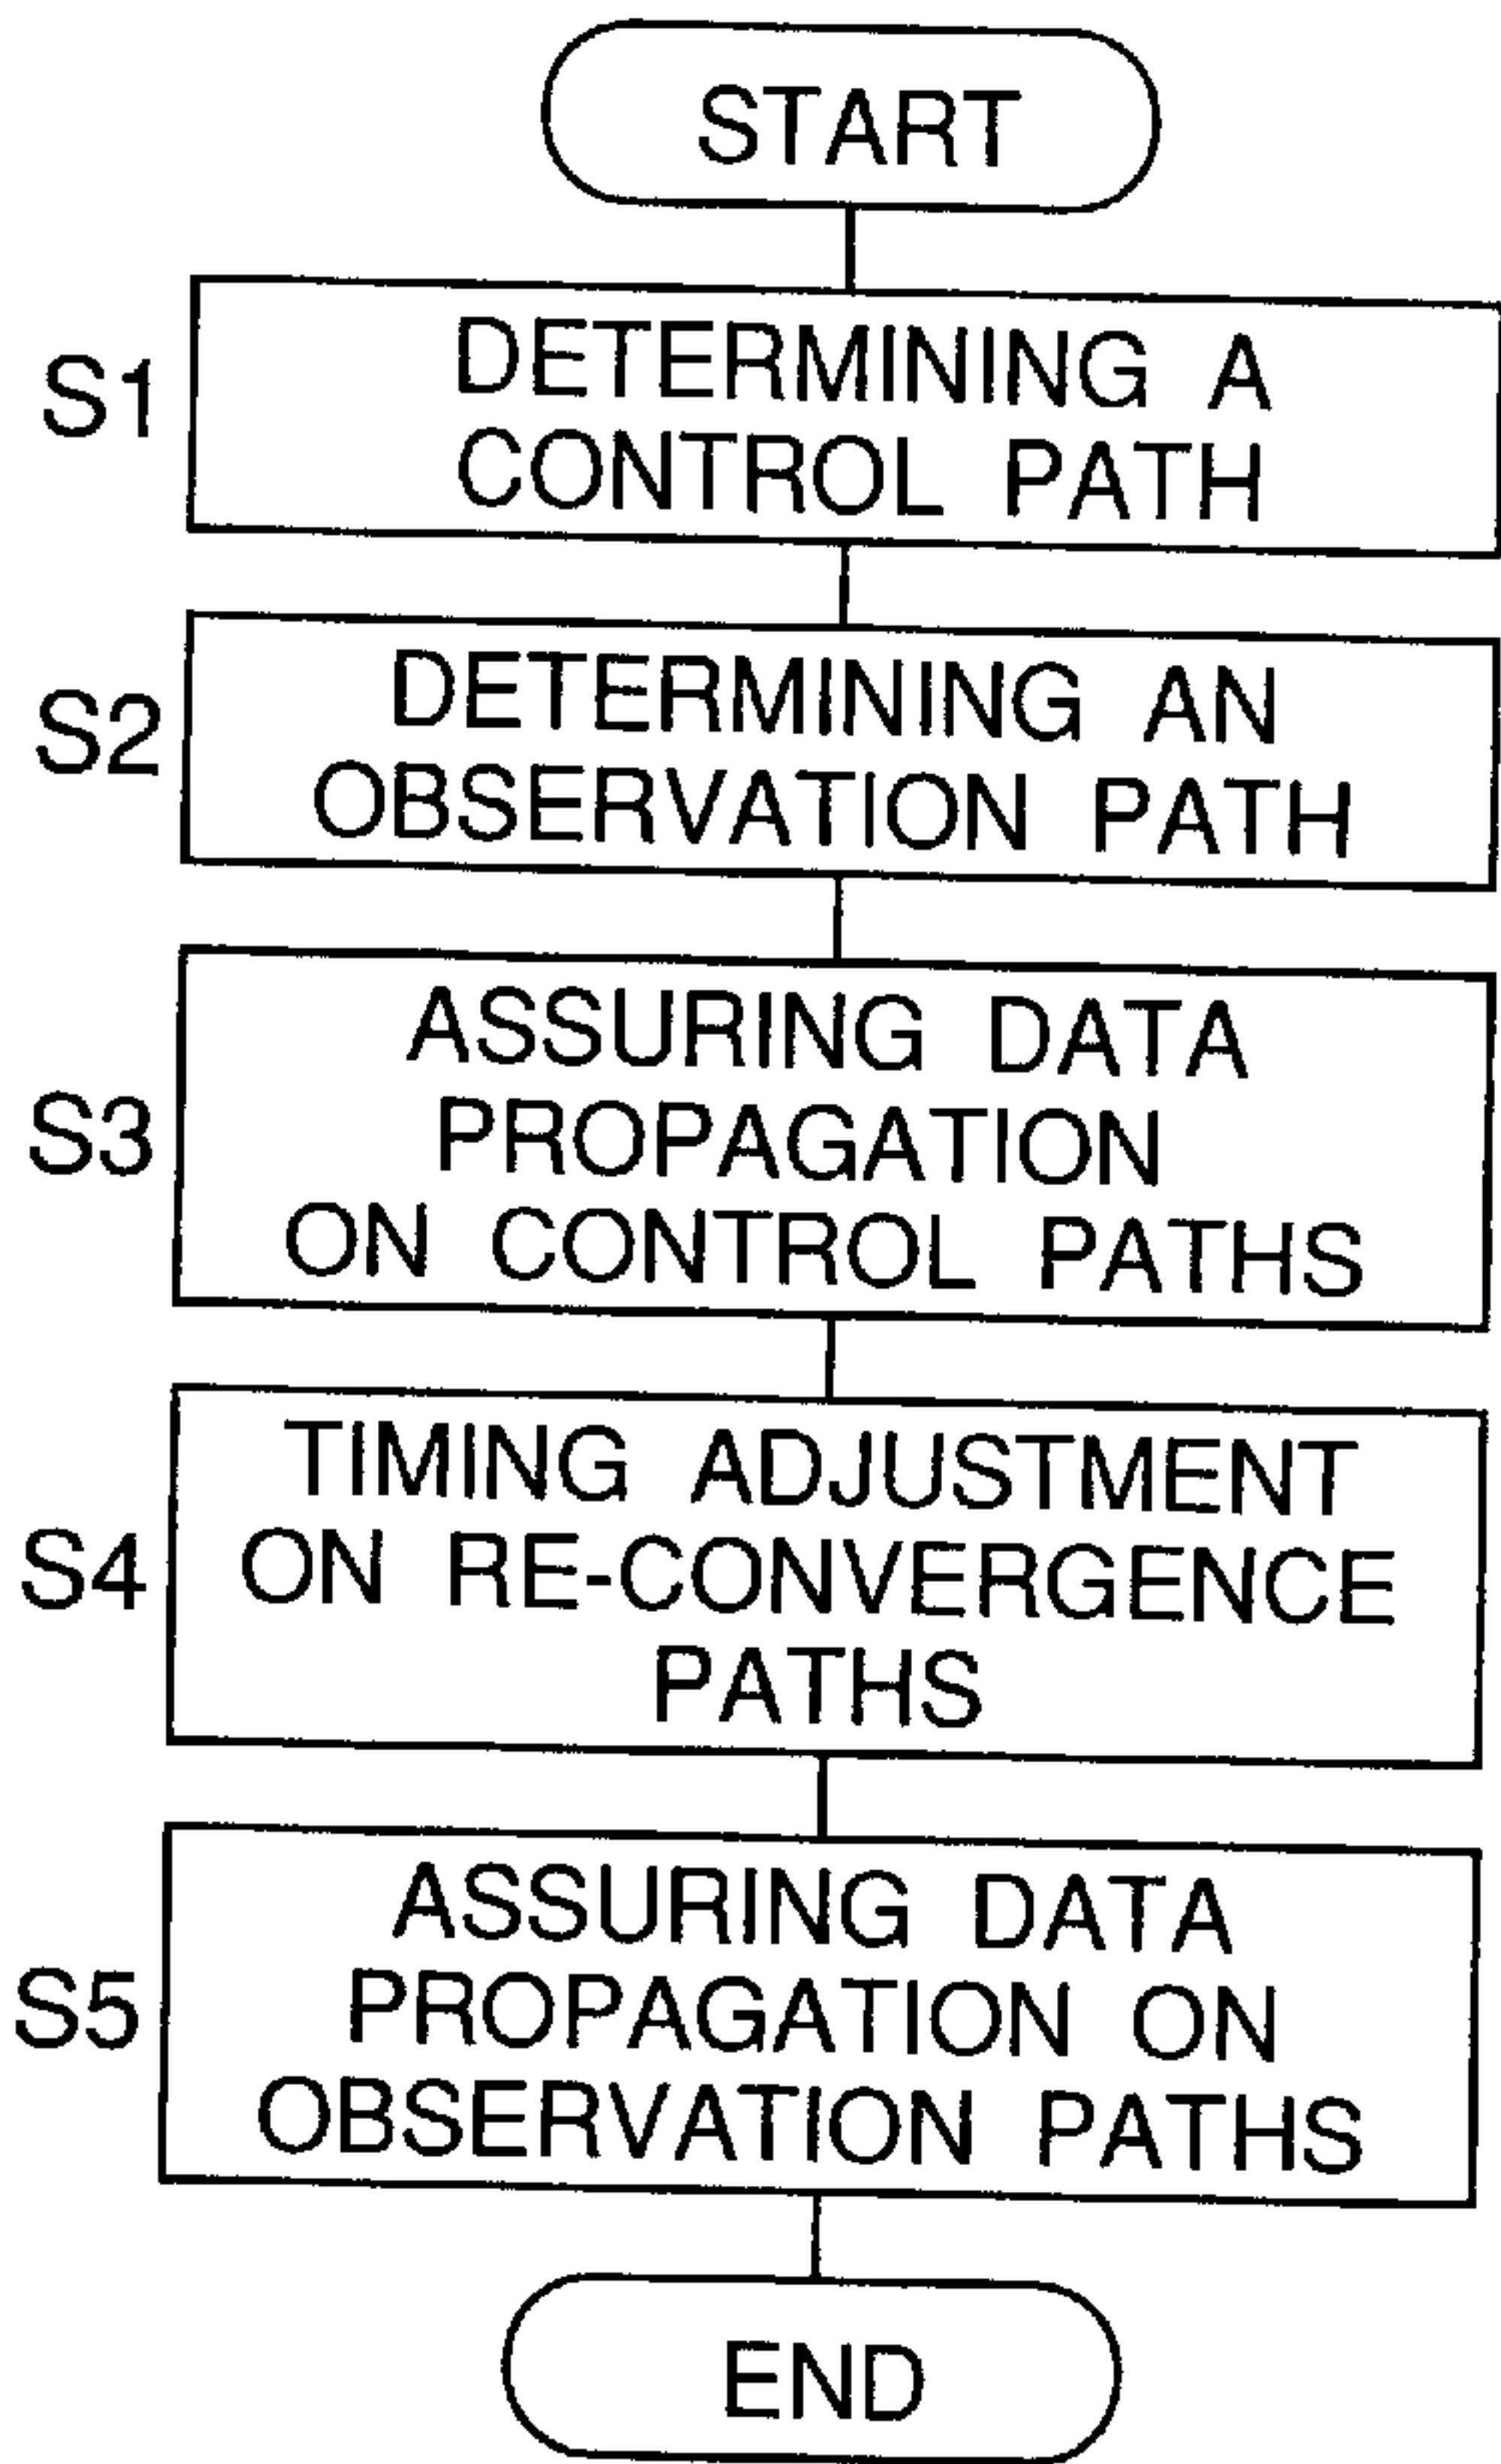 START
S1
DETERMINING A
CONTROL PATH
S2
DETERMINING AN
OBSERVATION PATH
S3
ASSURING DATA
PROPAGATION
ON CONTROL PATHS
S4
TIMING ADJUSTMENT
ON RE-CONVERGENCE
PATHS
S5
ASSURING DATA
PROPAGATION ON
OBSERVATION PATHS
END